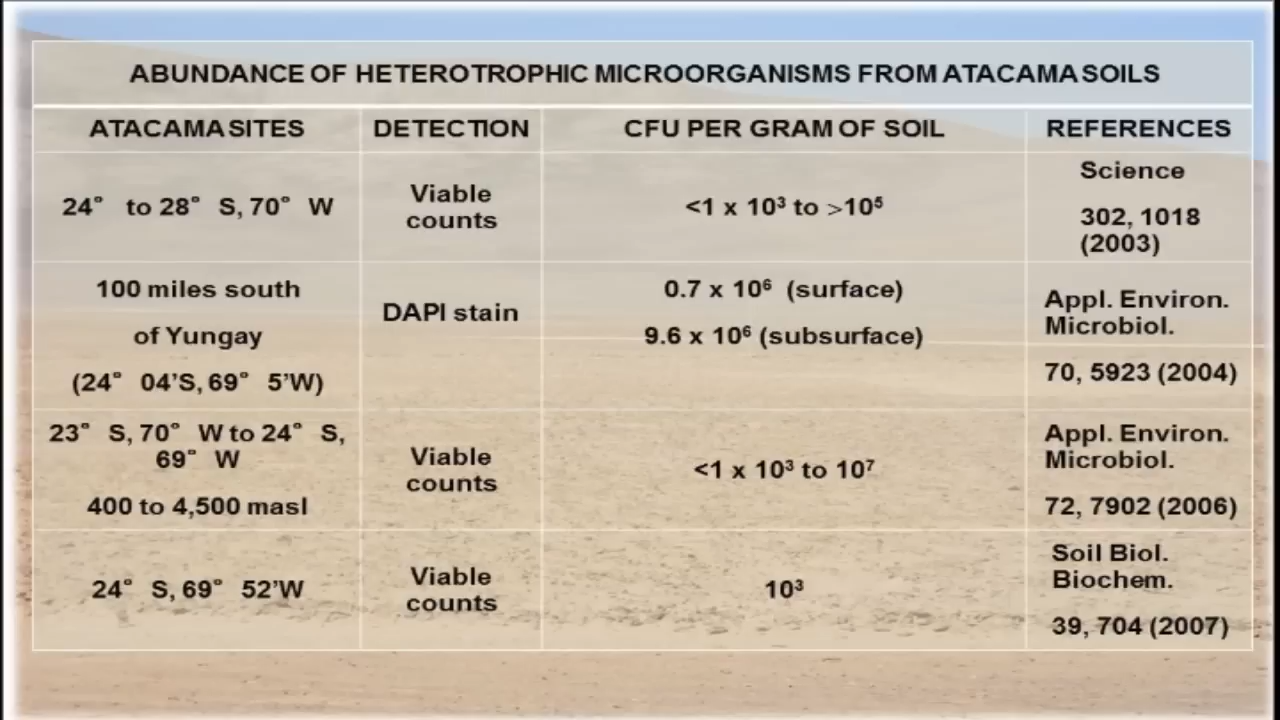 ABUNDANCE OF HETEROTROPHIC MICROORGANISMS FROM ATACAMA SOILS
ATACAMA SITES DETECTION CFU PER GRAM OF SOIL REFERENCES
24° to 28° S, 70° W
Viable
counts
<1 x 10³ to >10⁵
Science
302, 1018
(2003)
100 miles south
of Yungay
(24° 04’S, 69° 5’W)
DAPI stain
0.7 x 10⁶ (surface)
9.6 x 10⁶ (subsurface)
Appl. Environ.
Microbiol.
70, 5923 (2004)
23° S, 70° W to 24° S,
69° W
400 to 4,500 masl
Viable
counts
<1 x 10³ to 10⁷
Appl. Environ.
Microbiol.
72, 7902 (2006)
24° S, 69° 52’W
Viable
counts
10³
Soil Biol.
Biochem.
39, 704 (2007)